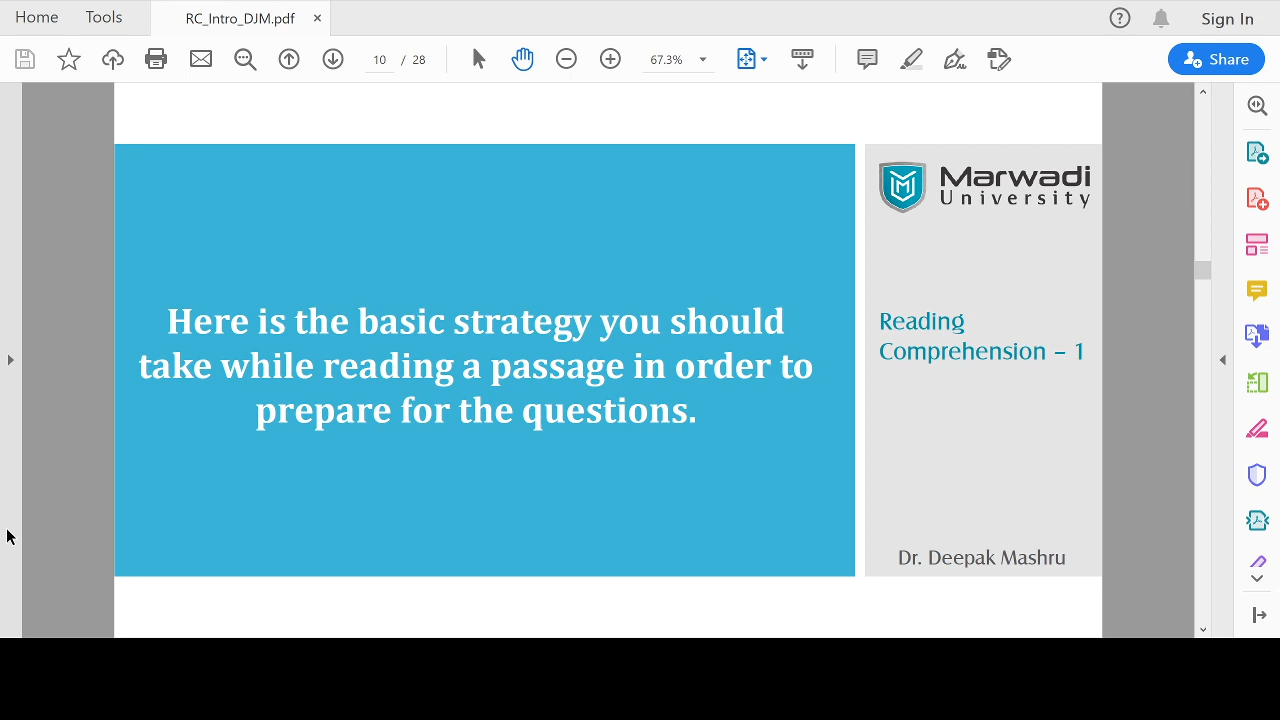 Home Tools RC_Intro_DJM.pdf × Sign In
10 / 28 67.3% Share
Marwadi
University
Here is the basic strategy you should
take while reading a passage in order to
prepare for the questions.
Reading
Comprehension – 1
Dr. Deepak Mashru